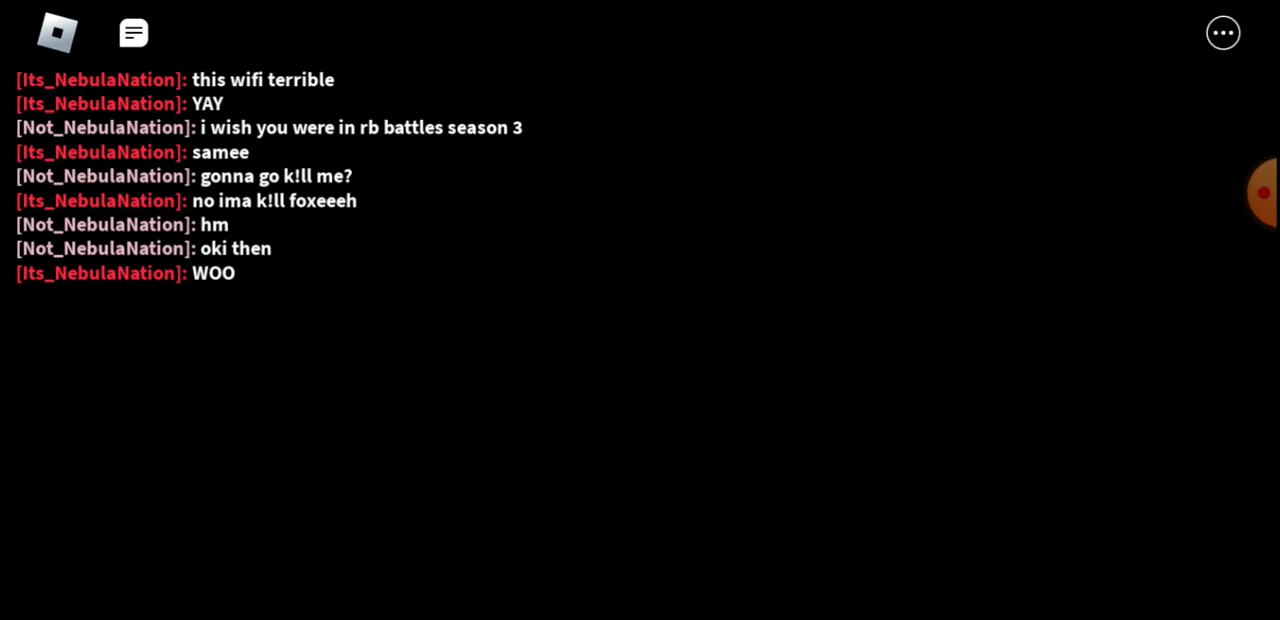 [Its_NebulaNation]: this wifi terrible
[Its_NebulaNation]: YAY
[Not_NebulaNation]: i wish you were in rb battles season 3
[Its_NebulaNation]: samee
[Not_NebulaNation]: gonna go k!ll me?
[Its_NebulaNation]: no ima k!ll foxeeeh
[Not_NebulaNation]: hm
[Not_NebulaNation]: oki then
[Its_NebulaNation]: WOO